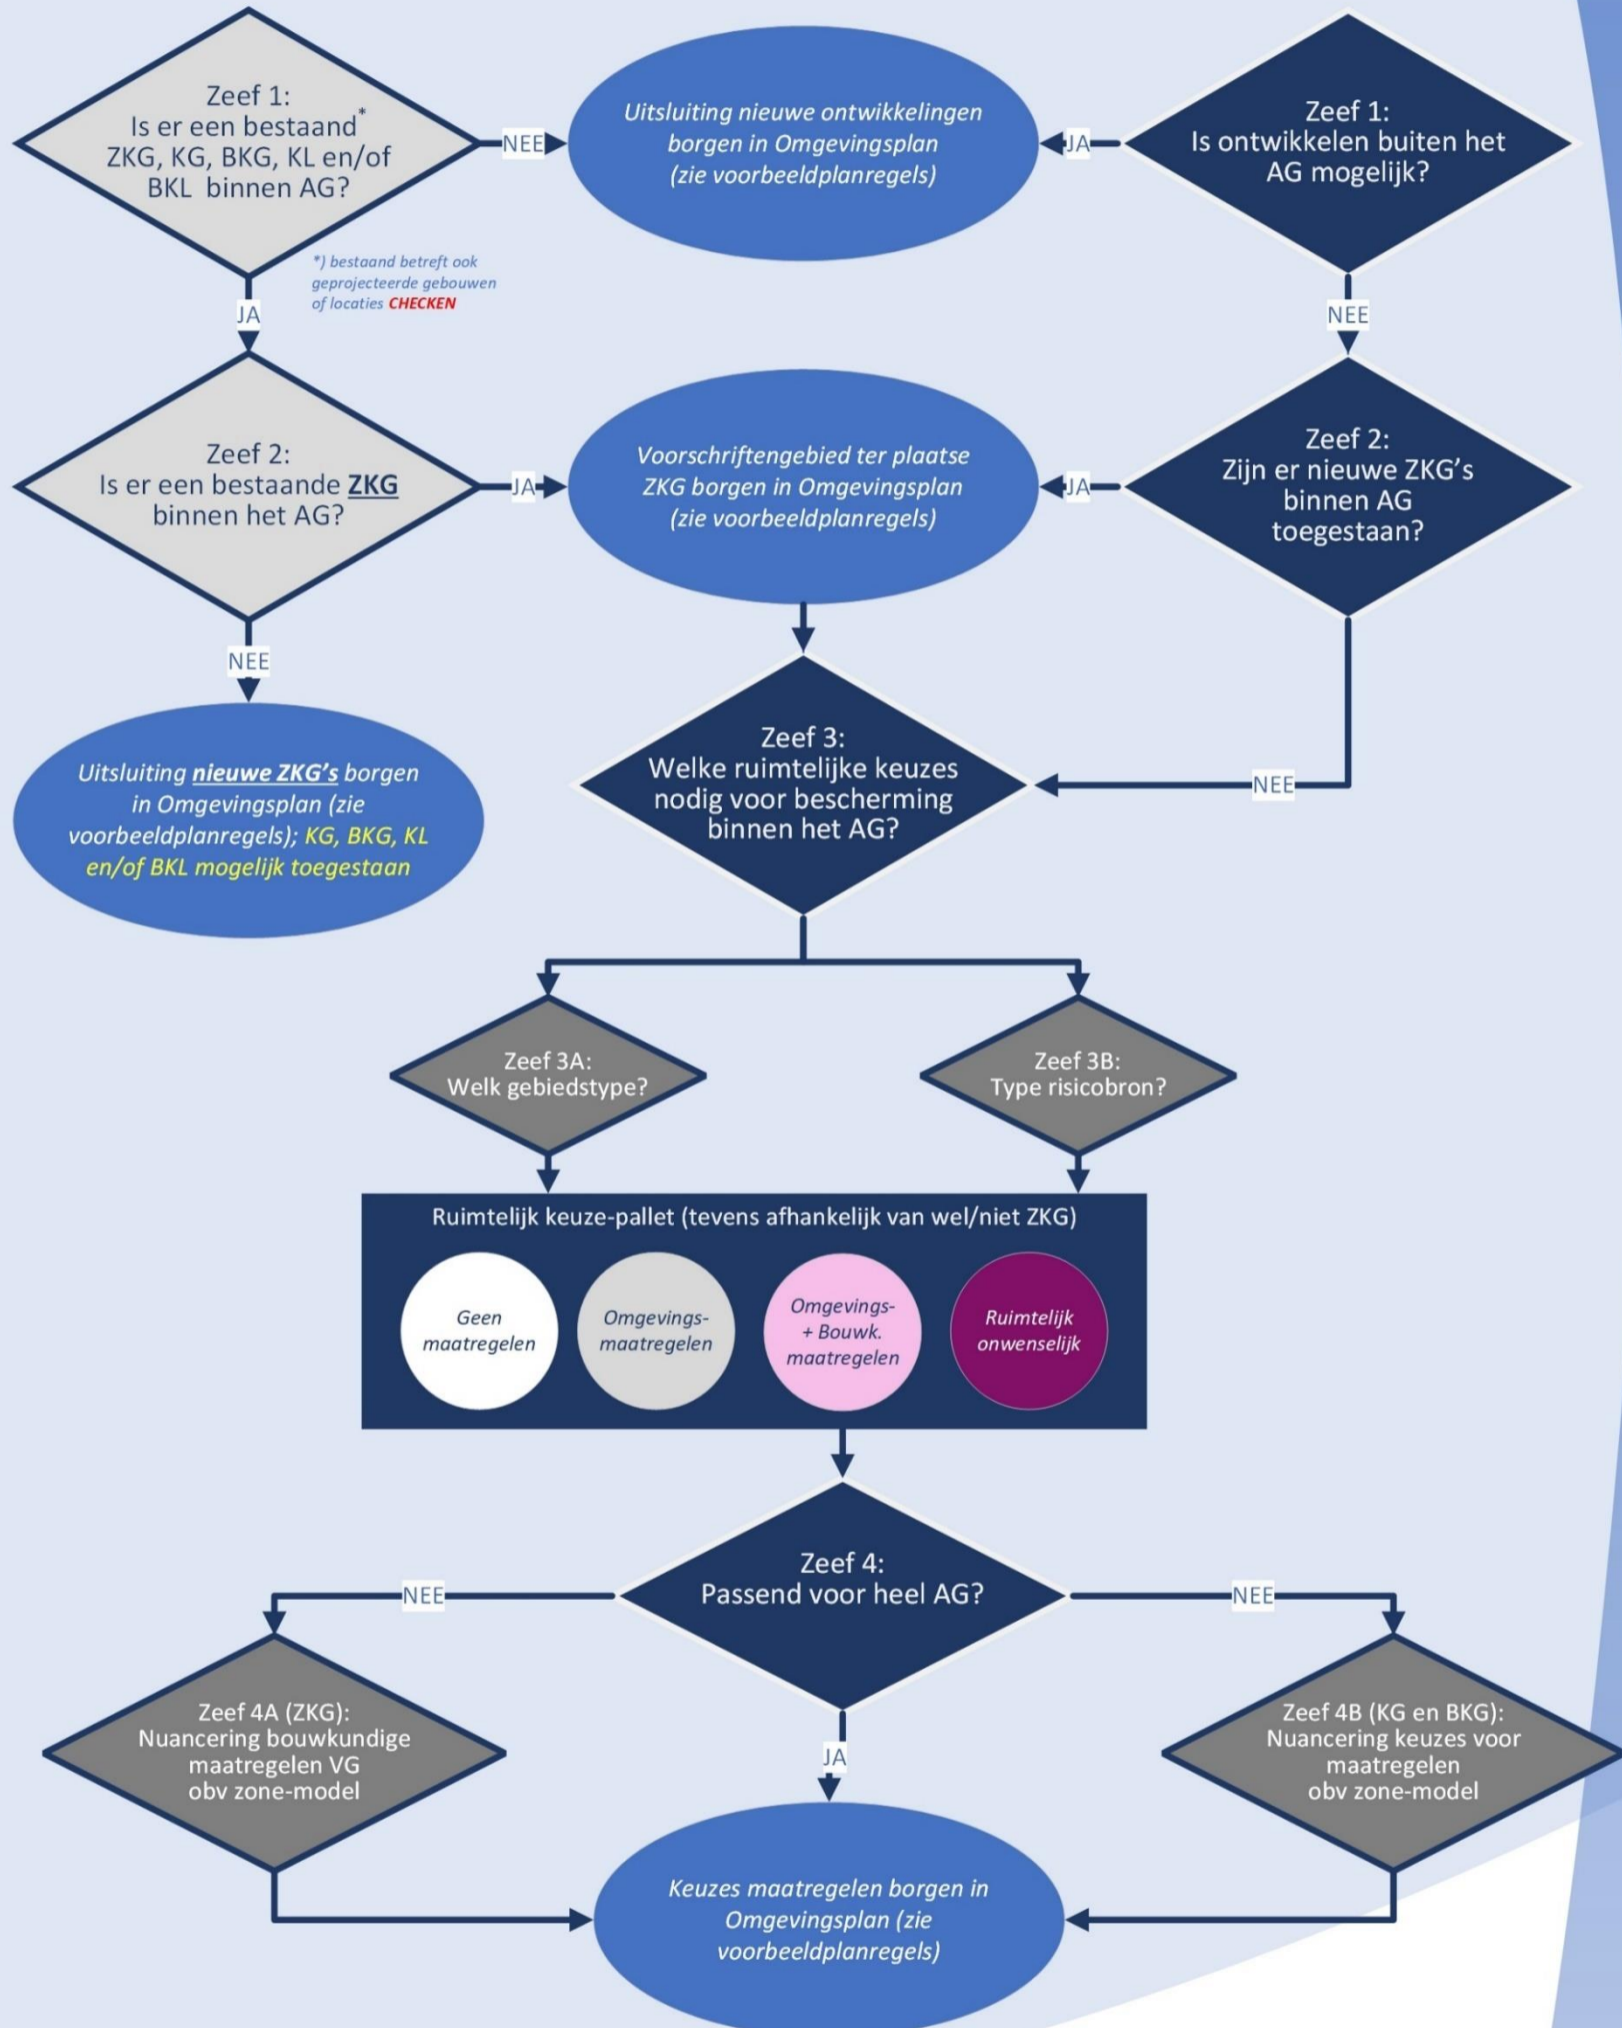 Zeef 1:
Is er een bestaand*
ZKG, KG, BKG, KL en/of
BKL binnen AG?
NEE
Uitsluiting nieuwe ontwikkelingen
borgen in Omgevingsplan
(zie voorbeeldplanregels)
JA
Zeef 1:
Is ontwikkelen buiten het
AG mogelijk?
*) bestaand betreft ook
geprojecteerde gebouwen
of locaties CHECKEN
JA
NEE
Zeef 2:
Is er een bestaande ZKG
binnen het AG?
JA
Voorschriftengebied ter plaatse
ZKG borgen in Omgevingsplan
(zie voorbeeldplanregels)
JA
Zeef 2:
Zijn er nieuwe ZKG's
binnen AG
toegestaan?
NEE
Uitsluiting nieuwe ZKG's borgen
in Omgevingsplan (zie
voorbeeldplanregels); KG, BKG, KL
en/of BKL mogelijk toegestaan
Zeef 3:
Welke ruimtelijke keuzes
nodig voor bescherming
binnen het AG?
NEE
Zeef 3A:
Welk gebiedstype?
Zeef 3B:
Type risicobron?
Ruimtelijk keuze-pallet (tevens afhankelijk van wel/niet ZKG)
Geen
maatregelen
Omgevings-
maatregelen
Omgevings-
+ Bouwk.
maatregelen
Ruimtelijk
onwenselijk
Zeef 4:
Passend voor heel AG?
NEE
NEE
Zeef 4A (ZKG):
Nuancering bouwkundige
maatregelen VG
obv zone-model
JA
Zeef 4B (KG en BKG):
Nuancering keuzes voor
maatregelen
obv zone-model
Keuzes maatregelen borgen in
Omgevingsplan (zie
voorbeeldplanregels)